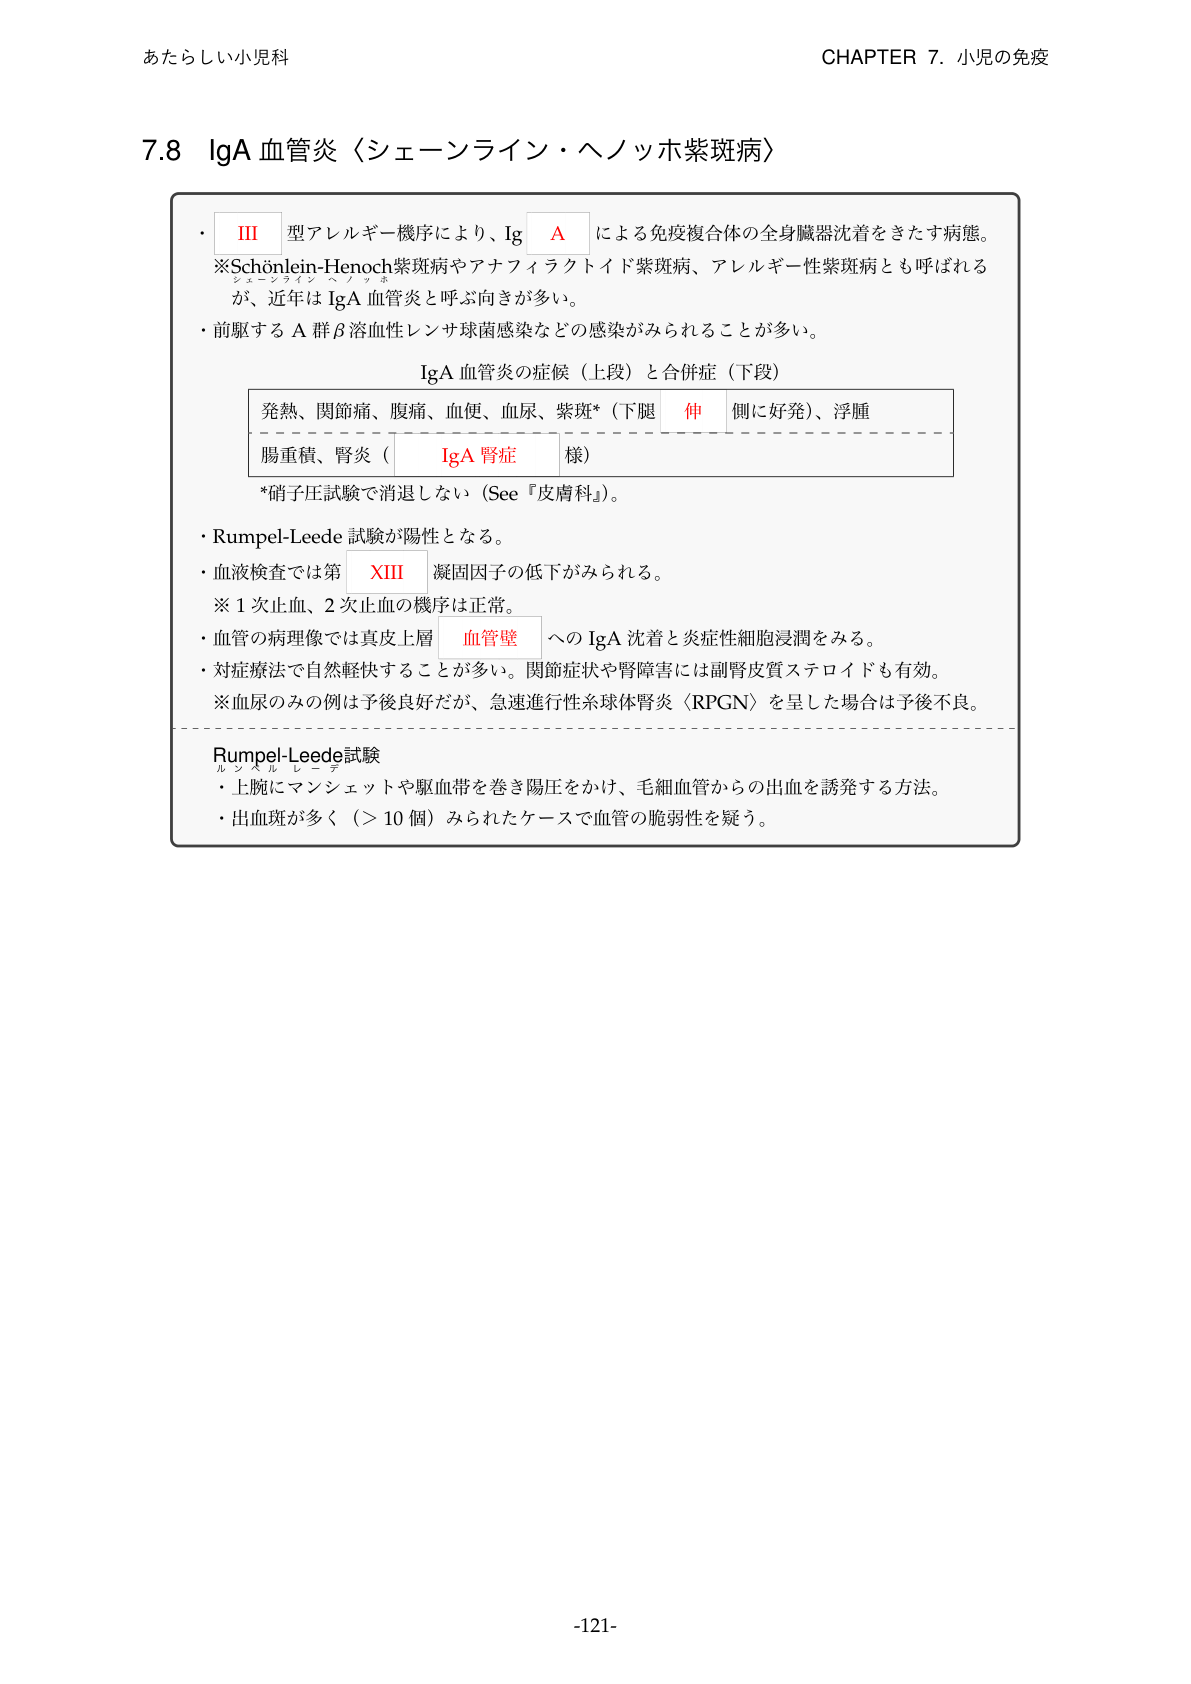 あたらしい小児科
CHAPTER 7. 小児の免疫
7.8 IgA 血管炎〈シェーンライン・ヘノッホ紫斑病〉
・ III 型アレルギー機序により、Ig A による免疫複合体の全身臓器沈着をきたす病態。
※Schönlein-Henoch紫斑病やアナフィラクトイド紫斑病、アレルギー性紫斑病とも呼ばれる
シェーンライン ヘノッホ
が、近年は IgA 血管炎と呼ぶ向きが多い。
・前駆する A 群β溶血性レンサ球菌感染などの感染がみられることが多い。
IgA 血管炎の症候（上段）と合併症（下段）
発熱、関節痛、腹痛、血便、血尿、紫斑*（下腿 伸 側に好発）、浮腫
腸重積、腎炎（ IgA 腎症 様）
*硝子圧試験で消退しない（See『皮膚科』）。
・Rumpel-Leede 試験が陽性となる。
・血液検査では第 XIII 凝固因子の低下がみられる。
※ 1 次止血、2 次止血の機序は正常。
・血管の病理像では真皮上層 血管壁 への IgA 沈着と炎症性細胞浸潤をみる。
・対症療法で自然軽快することが多い。関節症状や腎障害には副腎皮質ステロイドも有効。
※血尿のみの例は予後良好だが、急速進行性糸球体腎炎〈RPGN〉を呈した場合は予後不良。
Rumpel-Leede試験
ルンペル レーデ
・上腕にマンシェットや駆血帯を巻き陽圧をかけ、毛細血管からの出血を誘発する方法。
・出血斑が多く（＞ 10 個）みられたケースで血管の脆弱性を疑う。
-121-